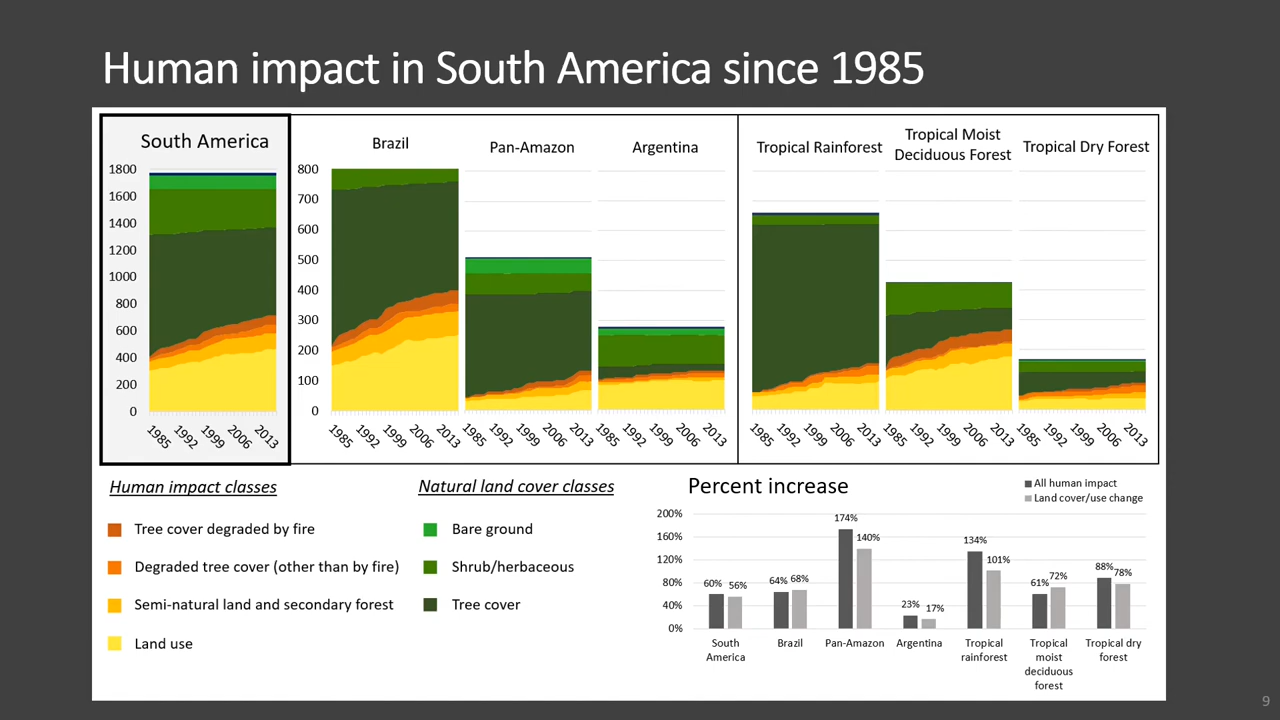 Human impact in South America since 1985
South America
Brazil
Pan-Amazon
Argentina
Tropical Rainforest
Tropical Moist
Deciduous Forest
Tropical Dry Forest
1800
1600
1400
1200
1000
800
600
400
200
0
800
700
600
500
400
300
200
100
0
1985 1992 1999 2006 2013
1985 1992 1999 2006 2013
1985 1992 1999 2006 2013
1985 1992 1999 2006 2013
1985 1992 1999 2006 2013
1985 1992 1999 2006 2013
1985 1992 1999 2006 2013
Human impact classes
Tree cover degraded by fire
Degraded tree cover (other than by fire)
Semi-natural land and secondary forest
Land use
Natural land cover classes
Bare ground
Shrub/herbaceous
Tree cover
Percent increase
All human impact
Land cover/use change
200%
160%
120%
80%
40%
0%
60% 56%
64% 68%
174% 140%
23% 17%
134% 101%
61% 72%
88% 78%
South
America
Brazil
Pan-Amazon
Argentina
Tropical
rainforest
Tropical
moist
deciduous
forest
Tropical dry
forest
9